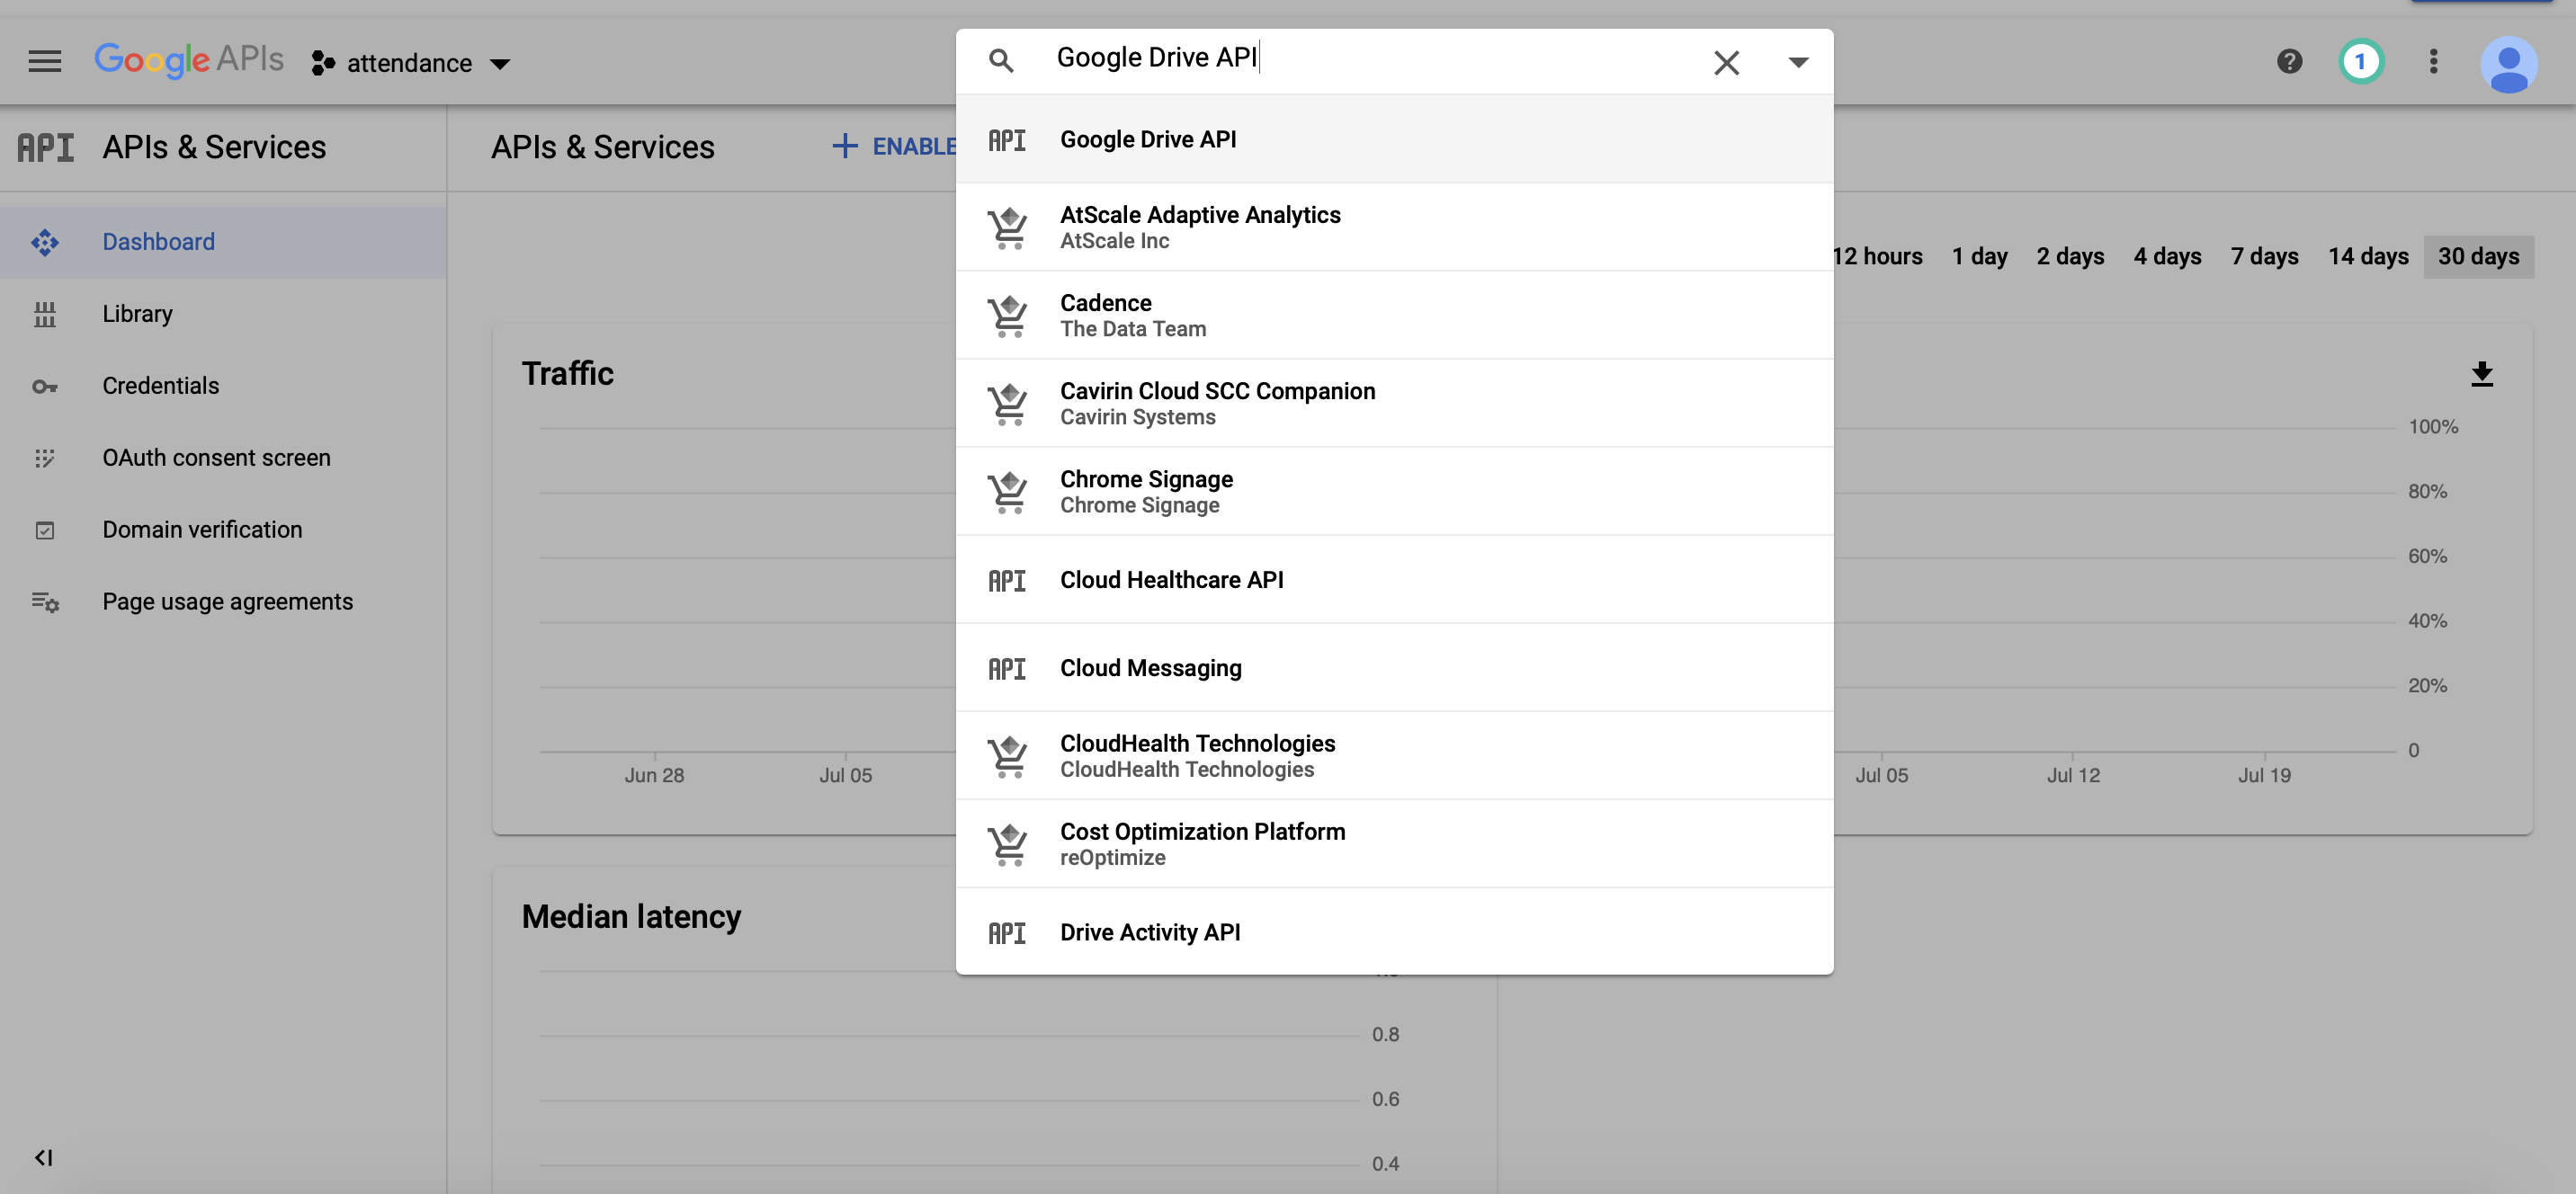 Google APIs
attendance
Google Drive API
1
API
APIs & Services
APIs & Services
ENABLE
Dashboard
Library
Credentials
OAuth consent screen
Domain verification
Page usage agreements
API Google Drive API
AtScale Adaptive Analytics
AtScale Inc
Cadence
The Data Team
Cavirin Cloud SCC Companion
Cavirin Systems
Chrome Signage
Chrome Signage
API Cloud Healthcare API
API Cloud Messaging
CloudHealth Technologies
CloudHealth Technologies
Cost Optimization Platform
reOptimize
API Drive Activity API
12 hours 1 day 2 days 4 days 7 days 14 days 30 days
Traffic
Jun 28 Jul 05
100%
80%
60%
40%
20%
0
Jul 05 Jul 12 Jul 19
Median latency
0.8
0.6
0.4